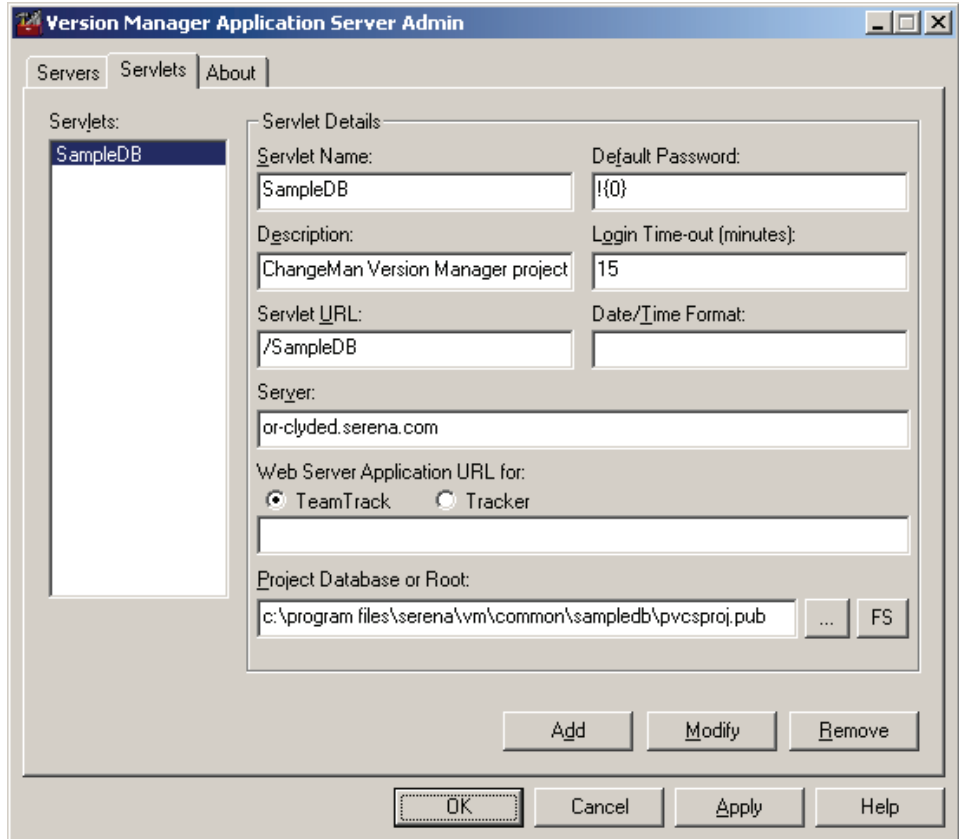 Version Manager Application Server Admin
Servers Servlets About
Servlets:
SampleDB
Servlet Details
Servlet Name:
SampleDB
Default Password:
!{0}
Description:
ChangeMan Version Manager project
Login Time-out (minutes):
15
Servlet URL:
/SampleDB
Date/Time Format:
Server:
or-clyded.serena.com
Web Server Application URL for:
TeamTrack Tracker
Project Database or Root:
c:\program files\serena\vm\common\sampledb\pvcsproj.pub
... FS
Add Modify Remove
OK Cancel Apply Help